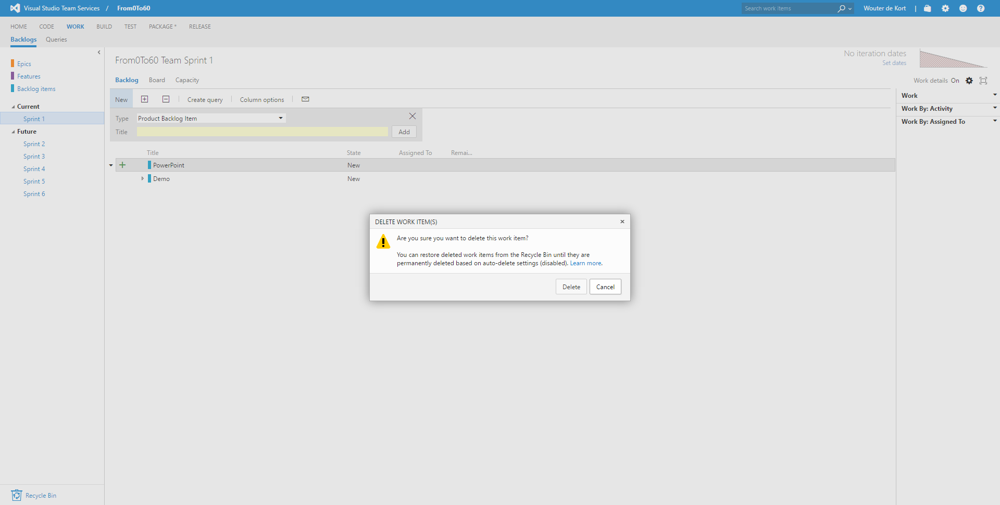 Visual Studio Team Services / From0To60
Search work items
Wouter de Kort |
HOME CODE WORK BUILD TEST PACKAGE * RELEASE
Backlogs Queries
Epics
Features
Backlog items
Current
Sprint 1
Future
Sprint 2
Sprint 3
Sprint 4
Sprint 5
Sprint 6
Recycle Bin
From0To60 Team Sprint 1
No iteration dates
Set dates
Backlog Board Capacity
Work details On
New Create query Column options
Type Product Backlog Item
Title Add
Title State Assigned To Remai...
PowerPoint New
Demo New
Work
Work By: Activity
Work By: Assigned To
DELETE WORK ITEM(S)
Are you sure you want to delete this work item?
You can restore deleted work items from the Recycle Bin until they are
permanently deleted based on auto-delete settings (disabled). Learn more.
Delete Cancel